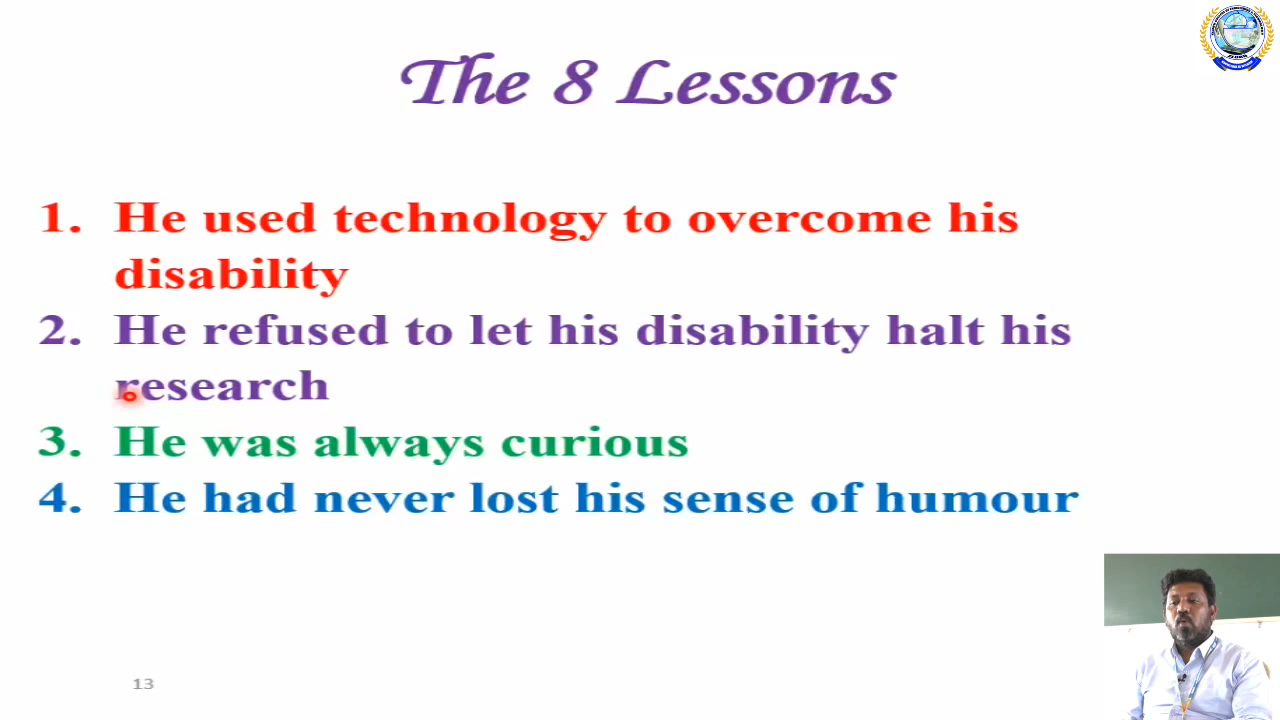 The 8 Lessons
1. He used technology to overcome his
disability
2. He refused to let his disability halt his
research
3. He was always curious
4. He had never lost his sense of humour
13